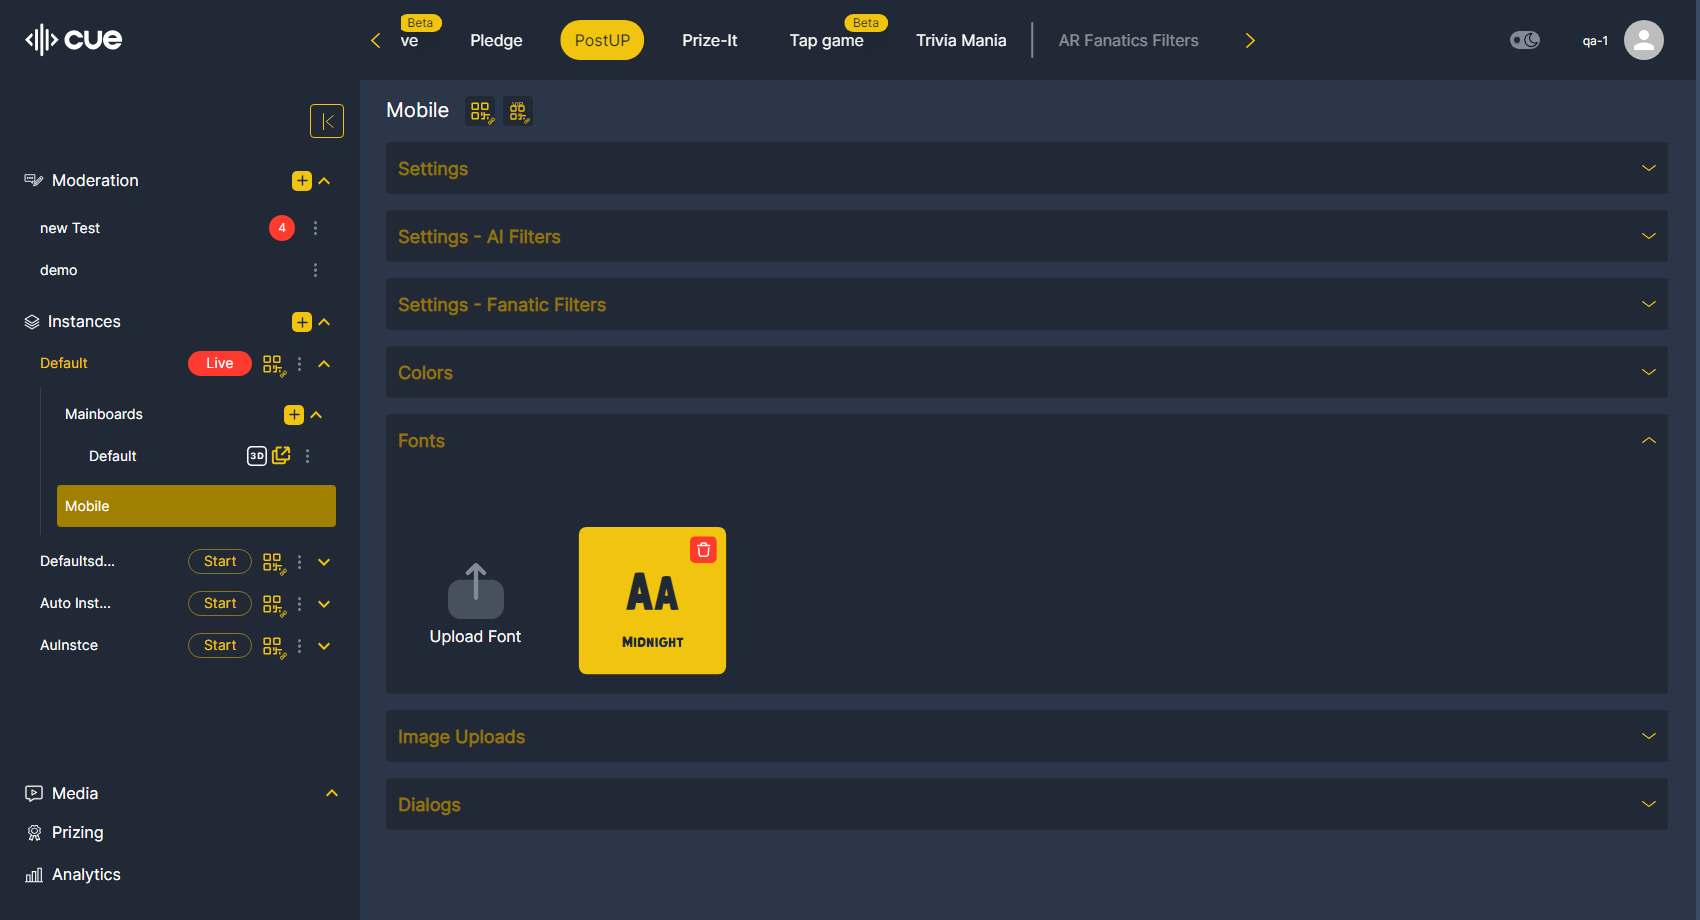 cue
Beta
ve
Pledge
PostUP
Prize-It
Beta
Tap game
Trivia Mania
AR Fanatics Filters
qa-1
Moderation
new Test
4
demo
Instances
Default
Live
Mainboards
Default
3D
Mobile
Defaultsd...
Start
Auto Inst...
Start
AuInstce
Start
Media
Prizing
Analytics
Mobile
Settings
Settings - AI Filters
Settings - Fanatic Filters
Colors
Fonts
Upload Font
Aa
Midnight
Image Uploads
Dialogs